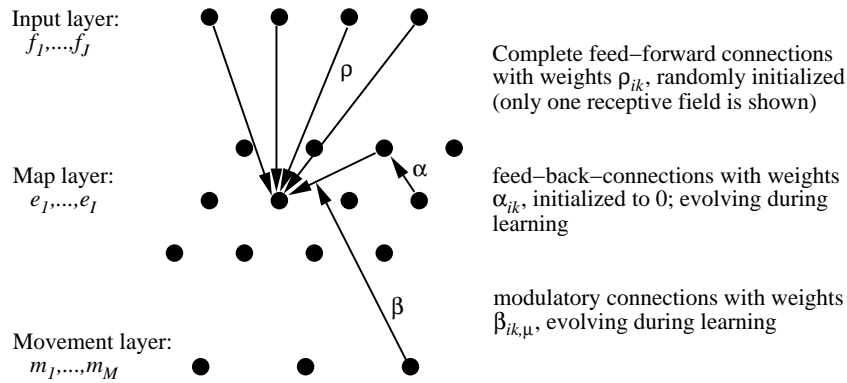 Input layer:
f1,...,fJ
ρ
Complete feed–forward connections
with weights ρik, randomly initialized
(only one receptive field is shown)
Map layer:
e1,...,eI
α
feed–back–connections with weights
αik, initialized to 0; evolving during
learning
β
modulatory connections with weights
βik,μ, evolving during learning
Movement layer:
m1,...,mM